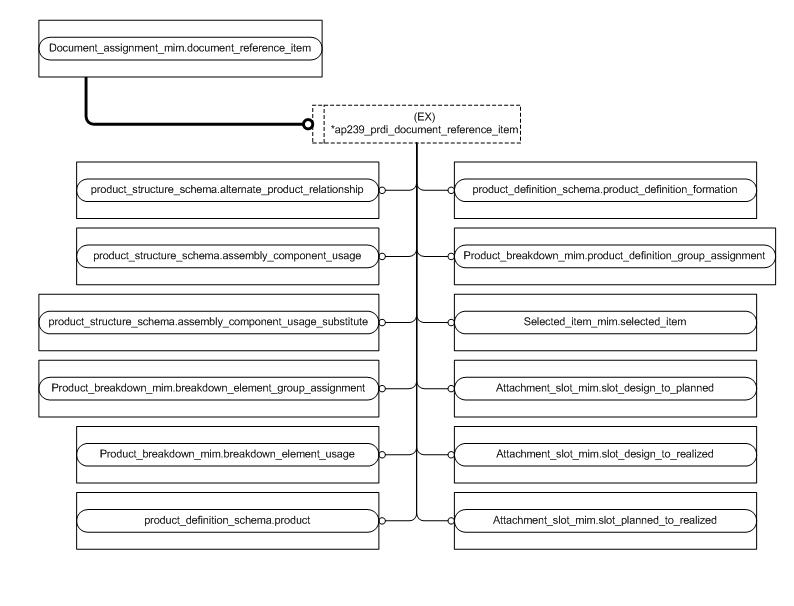 Document_assignment_mim.document_reference_item
(EX)
*ap239_prdi_document_reference_item
product_structure_schema.alternate_product_relationship
product_definition_schema.product_definition_formation
product_structure_schema.assembly_component_usage
Product_breakdown_mim.product_definition_group_assignment
product_structure_schema.assembly_component_usage_substitute
Selected_item_mim.selected_item
Product_breakdown_mim.breakdown_element_group_assignment
Attachment_slot_mim.slot_design_to_planned
Product_breakdown_mim.breakdown_element_usage
Attachment_slot_mim.slot_design_to_realized
product_definition_schema.product
Attachment_slot_mim.slot_planned_to_realized